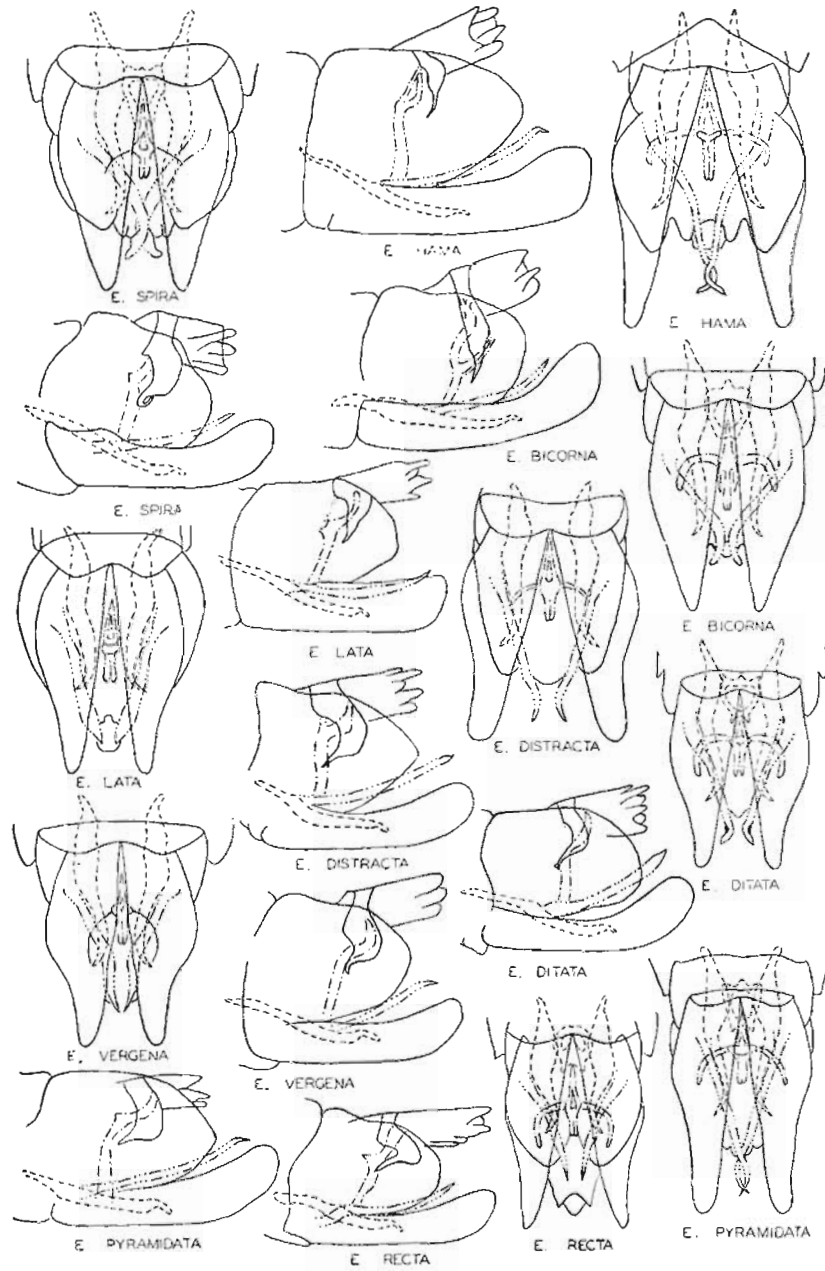 E. SPIRA
E HAMA
E HAMA
E. SPIRA
E. BICORNA
E. LATA
E BICORNA
E. LATA
E. DISTRACTA
E. DISTRACTA
E. DITATA
E. VERGENA
E. DITATA
E. VERGENA
E. PYRAMIDATA
E. PYRAMIDATA
E RECTA
E. RECTA